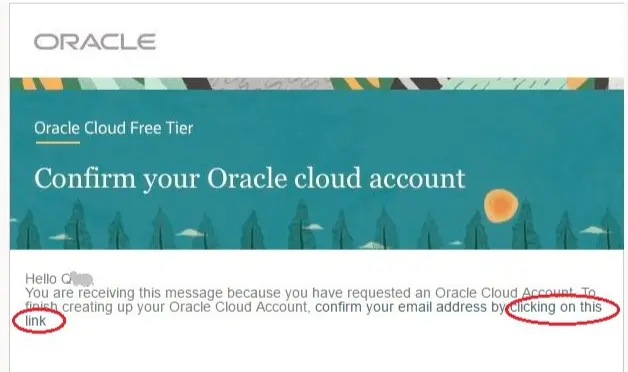 ORACLE
Oracle Cloud Free Tier
Confirm your Oracle cloud account
Hello Q
You are receiving this message because you have requested an Oracle Cloud Account. To
finish creating up your Oracle Cloud Account, confirm your email address by clicking on this
link